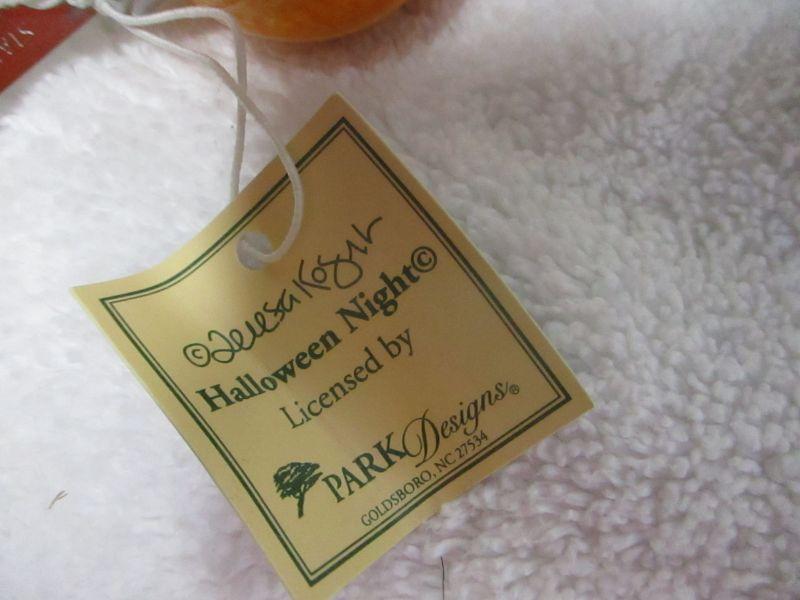 ©Teresa Kogut
Halloween Night©
Licensed by
PARK Designs®
GOLDSBORO, NC 27534